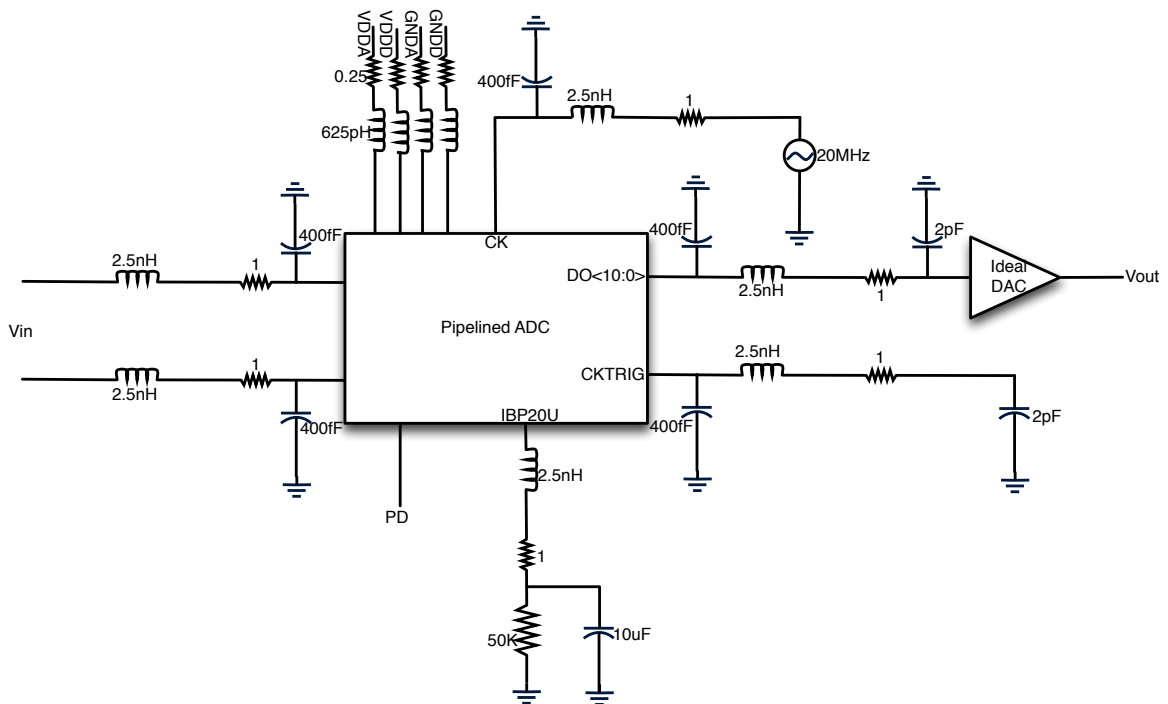 VDDA
VDDD
GNDA
GNDD
0.25
625pH
400fF
2.5nH
1
20MHz
400fF
CK
400fF
2pF
2.5nH
1
DO<10:0>
2.5nH
1
Ideal
DAC
Vout
Vin
Pipelined ADC
2.5nH
1
CKTRIG
2.5nH
1
400fF
IBP20U
400fF
2pF
2.5nH
PD
1
50K
10uF